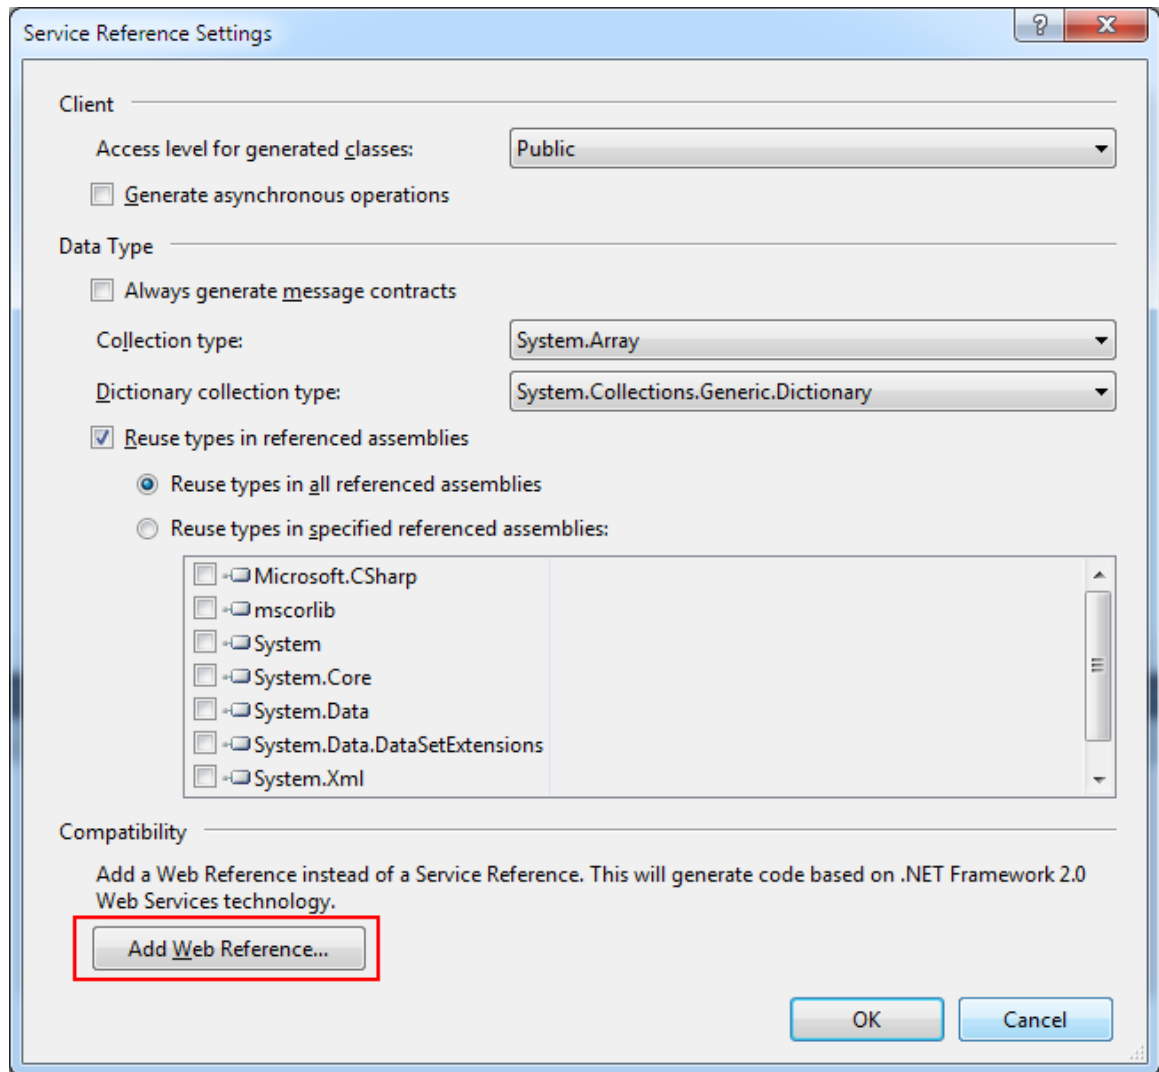 Service Reference Settings
Client
Access level for generated classes: Public
Generate asynchronous operations
Data Type
Always generate message contracts
Collection type: System.Array
Dictionary collection type: System.Collections.Generic.Dictionary
Reuse types in referenced assemblies
Reuse types in all referenced assemblies
Reuse types in specified referenced assemblies:
Microsoft.CSharp
mscorlib
System
System.Core
System.Data
System.Data.DataSetExtensions
System.Xml
Compatibility
Add a Web Reference instead of a Service Reference. This will generate code based on .NET Framework 2.0
Web Services technology.
Add Web Reference...
OK Cancel